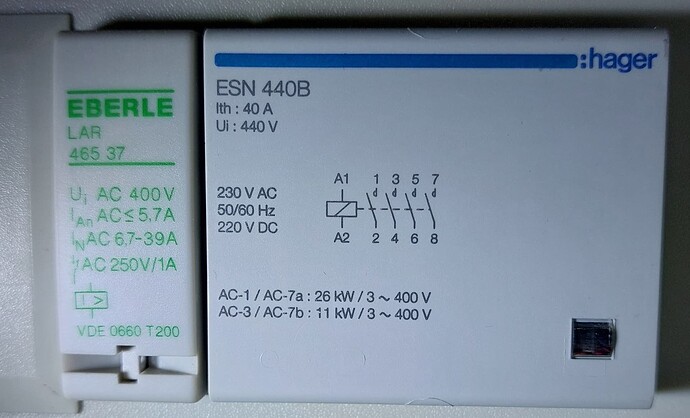 EBERLE
LAR
465 37
Ui AC 400V
IAn AC≤5,7A
IN AC 6,7-39A
AC 250V/1A
I >
VDE 0660 T200
:hager
ESN 440B
Ith : 40 A
Ui : 440 V
230 V AC
50/60 Hz
220 V DC
A1 1 3 5 7
A2 2 4 6 8
AC-1 / AC-7a : 26 kW / 3 ~ 400 V
AC-3 / AC-7b : 11 kW / 3 ~ 400 V